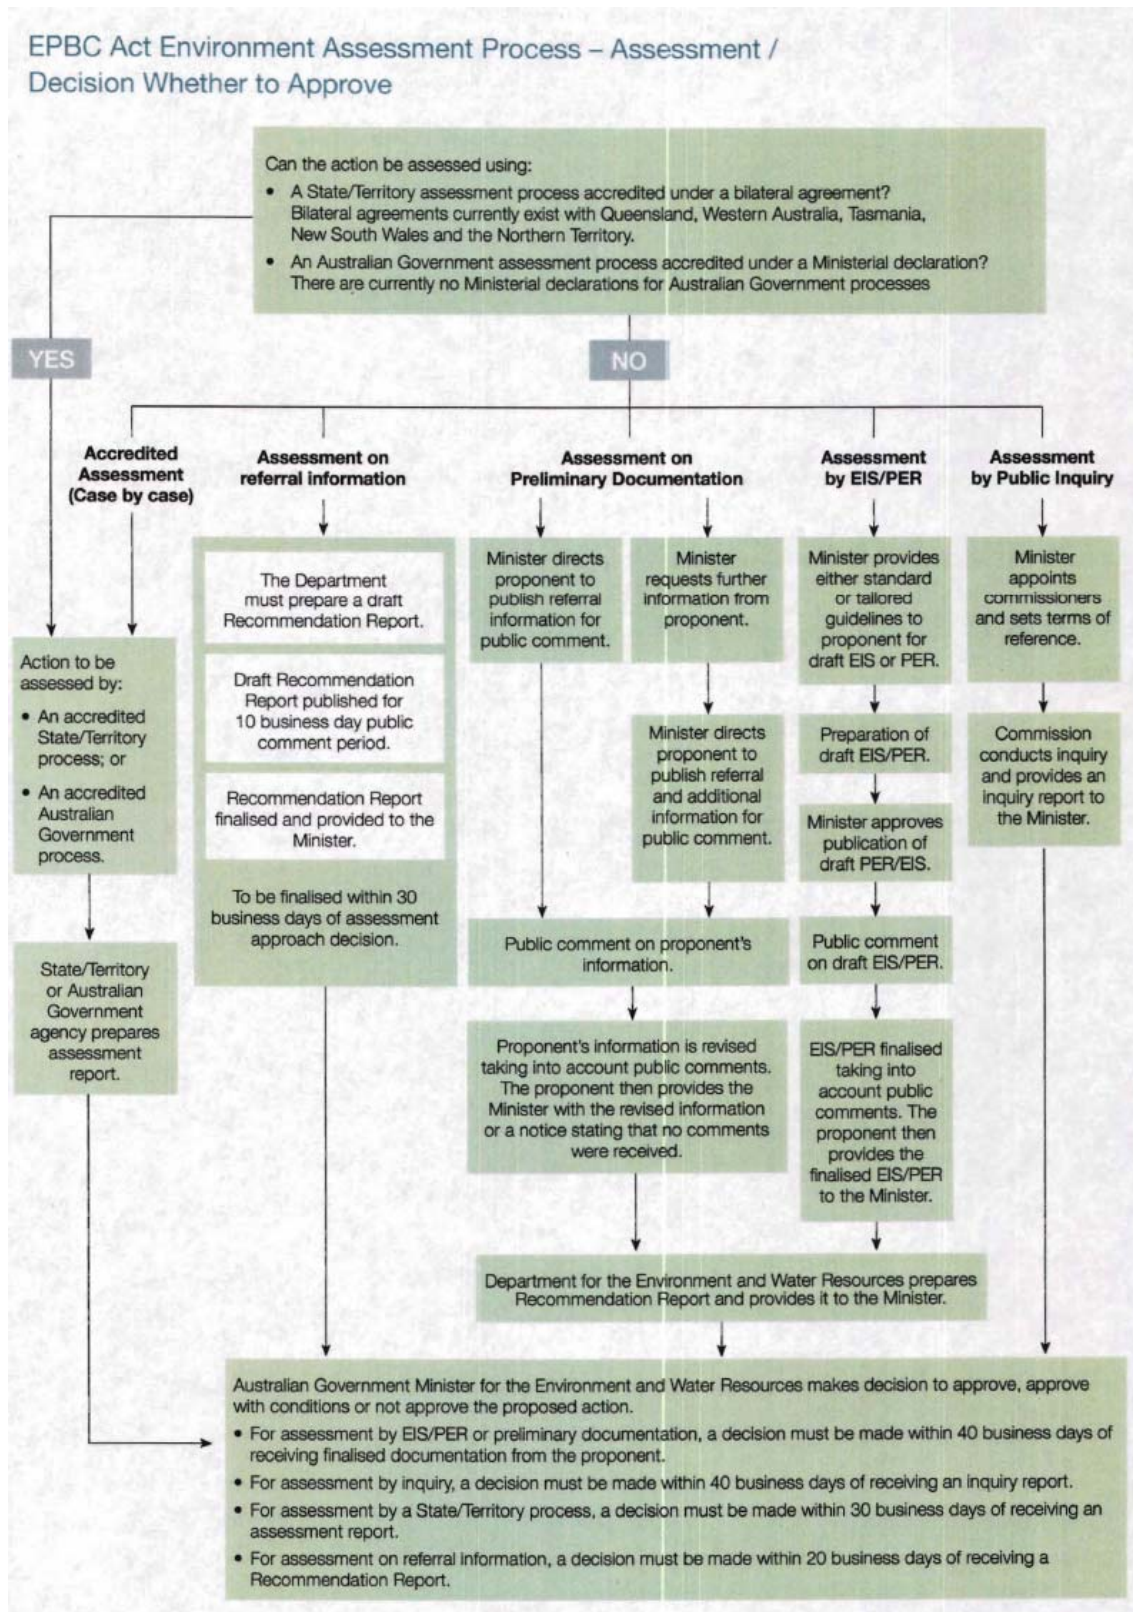 EPBC Act Environment Assessment Process – Assessment /
Decision Whether to Approve
Can the action be assessed using:
• A State/Territory assessment process accredited under a bilateral agreement?
Bilateral agreements currently exist with Queensland, Western Australia, Tasmania,
New South Wales and the Northern Territory.
• An Australian Government assessment process accredited under a Ministerial declaration?
There are currently no Ministerial declarations for Australian Government processes
YES
NO
Accredited
Assessment
(Case by case)
Assessment on
referral information
Assessment on
Preliminary Documentation
Assessment
by EIS/PER
Assessment
by Public Inquiry
Action to be
assessed by:
• An accredited
State/Territory
process; or
• An accredited
Australian
Government
process.
State/Territory
or Australian
Government
agency prepares
assessment
report.
The Department
must prepare a draft
Recommendation Report.
Draft Recommendation
Report published for
10 business day public
comment period.
Recommendation Report
finalised and provided to the
Minister.
To be finalised within 30
business days of assessment
approach decision.
Minister directs
proponent to
publish referral
information for
public comment.
Minister
requests further
information from
proponent.
Minister directs
proponent to
publish referral
and additional
information for
public comment.
Public comment on proponent's
information.
Proponent's information is revised
taking into account public comments.
The proponent then provides the
Minister with the revised information
or a notice stating that no comments
were received.
Minister provides
either standard
or tailored
guidelines to
proponent for
draft EIS or PER.
Preparation of
draft EIS/PER.
Minister approves
publication of
draft PER/EIS.
Public comment
on draft EIS/PER.
EIS/PER finalised
taking into
account public
comments. The
proponent then
provides the
finalised EIS/PER
to the Minister.
Minister
appoints
commissioners
and sets terms of
reference.
Commission
conducts inquiry
and provides an
inquiry report to
the Minister.
Department for the Environment and Water Resources prepares
Recommendation Report and provides it to the Minister.
Australian Government Minister for the Environment and Water Resources makes decision to approve, approve
with conditions or not approve the proposed action.
• For assessment by EIS/PER or preliminary documentation, a decision must be made within 40 business days of
receiving finalised documentation from the proponent.
• For assessment by inquiry, a decision must be made within 40 business days of receiving an inquiry report.
• For assessment by a State/Territory process, a decision must be made within 30 business days of receiving an
assessment report.
• For assessment on referral information, a decision must be made within 20 business days of receiving a
Recommendation Report.